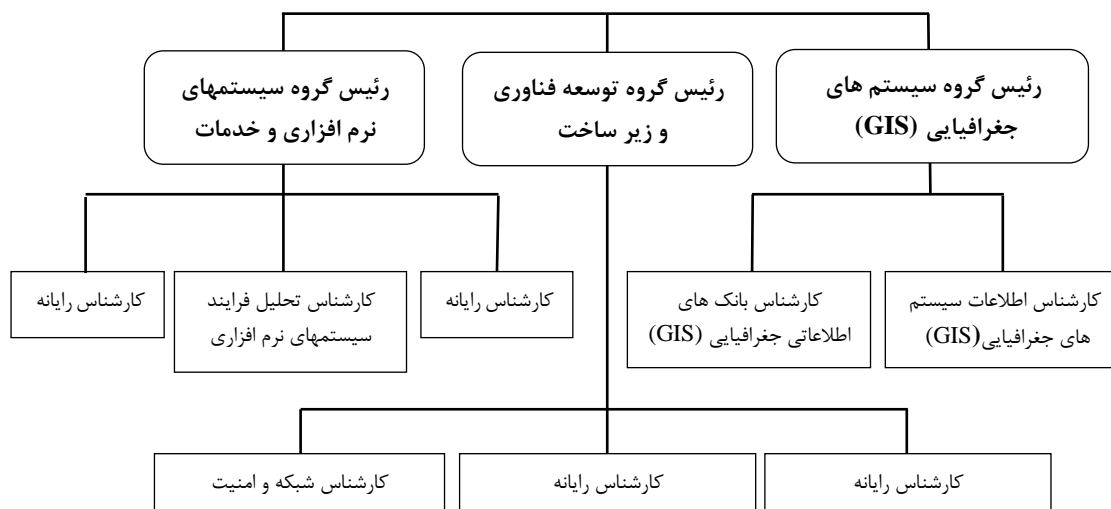 رئیس گروه سیستم های
جغرافیایی (GIS)
رئیس گروه توسعه فناوری
و زیر ساخت
رئیس گروه سیستمهای
نرم افزاری و خدمات
کارشناس اطلاعات سیستم
های جغرافیایی(GIS)
کارشناس بانک های
اطلاعاتی جغرافیایی (GIS)
کارشناس رایانه
کارشناس تحلیل فرایند
سیستمهای نرم افزاری
کارشناس رایانه
کارشناس رایانه
کارشناس رایانه
کارشناس شبکه و امنیت